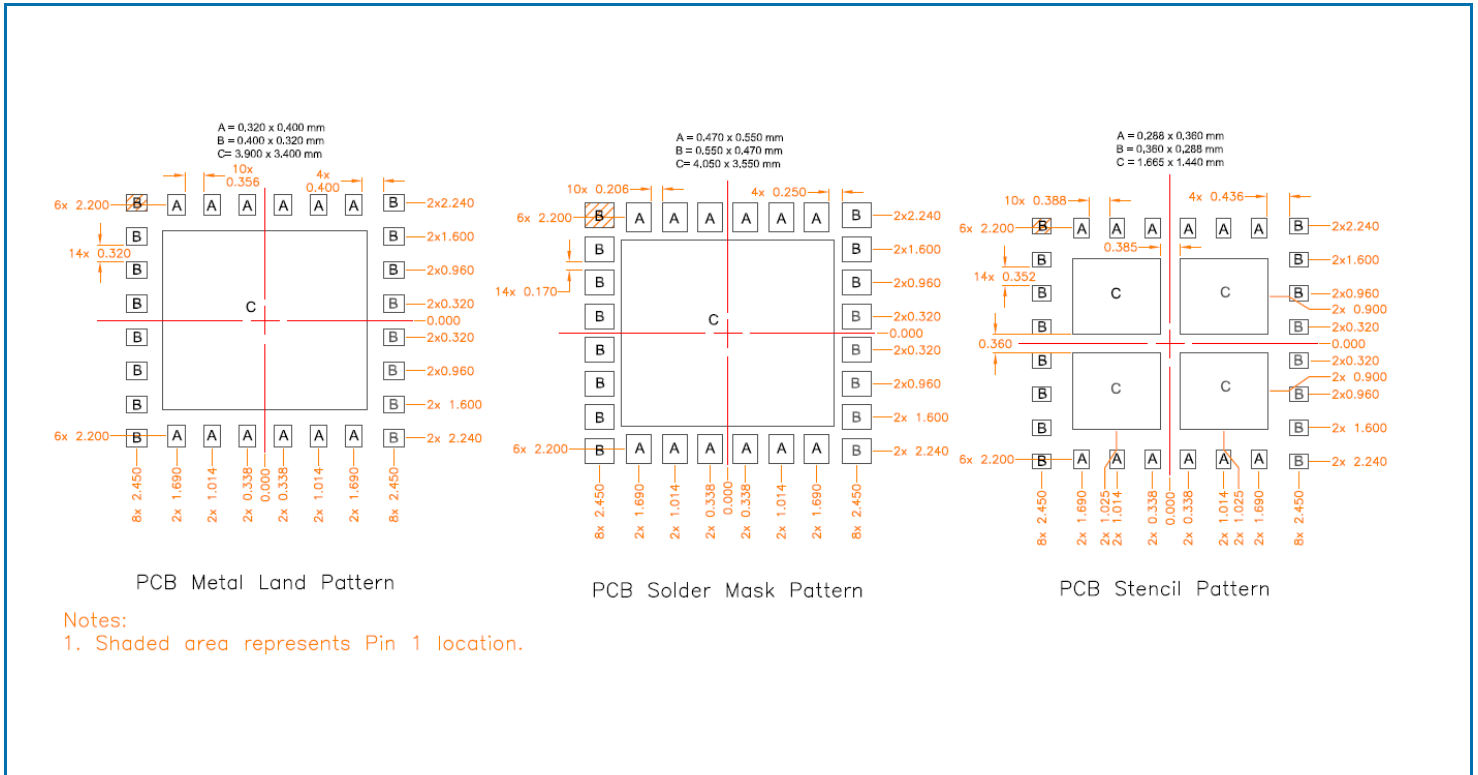 A = 0.320 x 0.400 mm
B = 0.400 x 0.320 mm
C= 3.900 x 3.400 mm
10x
0.356
4x
0.400
6x 2.200
B
A
A
A
A
A
A
B
2x2.240
B
B
2x1.600
14x 0.320
B
B
2x0.960
B
C
B
2x0.320
0.000
B
B
2x0.320
B
B
2x0.960
B
B
2x 1.600
6x 2.200
B
A
A
A
A
A
A
B
2x 2.240
8x 2.450
2x 1.690
2x 1.014
2x 0.338
0.000
2x 0.338
2x 1.014
2x 1.690
8x 2.450
PCB Metal Land Pattern
A = 0.470 x 0.550 mm
B = 0.550 x 0.470 mm
C= 4.050 x 3.550 mm
10x 0.206
4x 0.250
6x 2.200
B
A
A
A
A
A
A
B
2x2.240
B
B
2x1.600
14x 0.170
B
B
2x0.960
B
C
B
2x0.320
0.000
B
B
2x0.320
B
B
2x0.960
B
B
2x 1.600
6x 2.200
B
A
A
A
A
A
A
B
2x 2.240
8x 2.450
2x 1.690
2x 1.014
2x 0.338
0.000
2x 0.338
2x 1.014
2x 1.690
8x 2.450
PCB Solder Mask Pattern
A = 0.288 x 0.360 mm
B = 0.360 x 0.288 mm
C = 1.665 x 1.440 mm
10x 0.388
4x 0.436
6x 2.200
B
A
A
A
A
A
A
B
2x2.240
0.385
B
B
2x1.600
14x 0.352
B
C
C
B
2x0.960
2x 0.900
B
B
2x0.320
0.360
0.000
B
B
2x0.320
2x 0.900
B
C
C
B
2x0.960
B
B
2x 1.600
6x 2.200
B
A
A
A
A
A
A
B
2x 2.240
8x 2.450
2x 1.690
2x 1.025
2x 1.014
2x 0.338
0.000
2x 0.338
2x 1.014
2x 1.025
2x 1.690
8x 2.450
PCB Stencil Pattern
Notes:
1. Shaded area represents Pin 1 location.